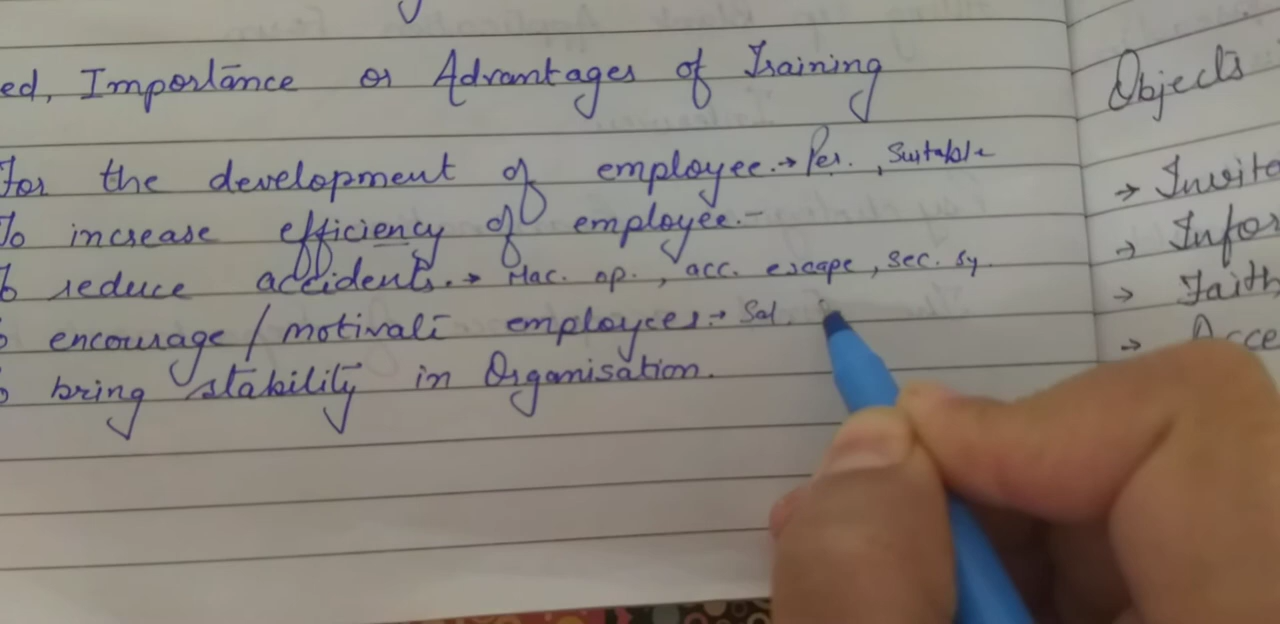 ed, Importance or Advantages of Training
For the development of employee.→ Per. , Suitable
To increase efficiency of employee.-
To reduce accidents.→ Mac. op. , acc. escape , sec. sy.
encourage / motivate employees:→ Sal.
bring stability in Organisation.
Objects
→ Invite
→ Infor
→ Faith
→ Acce